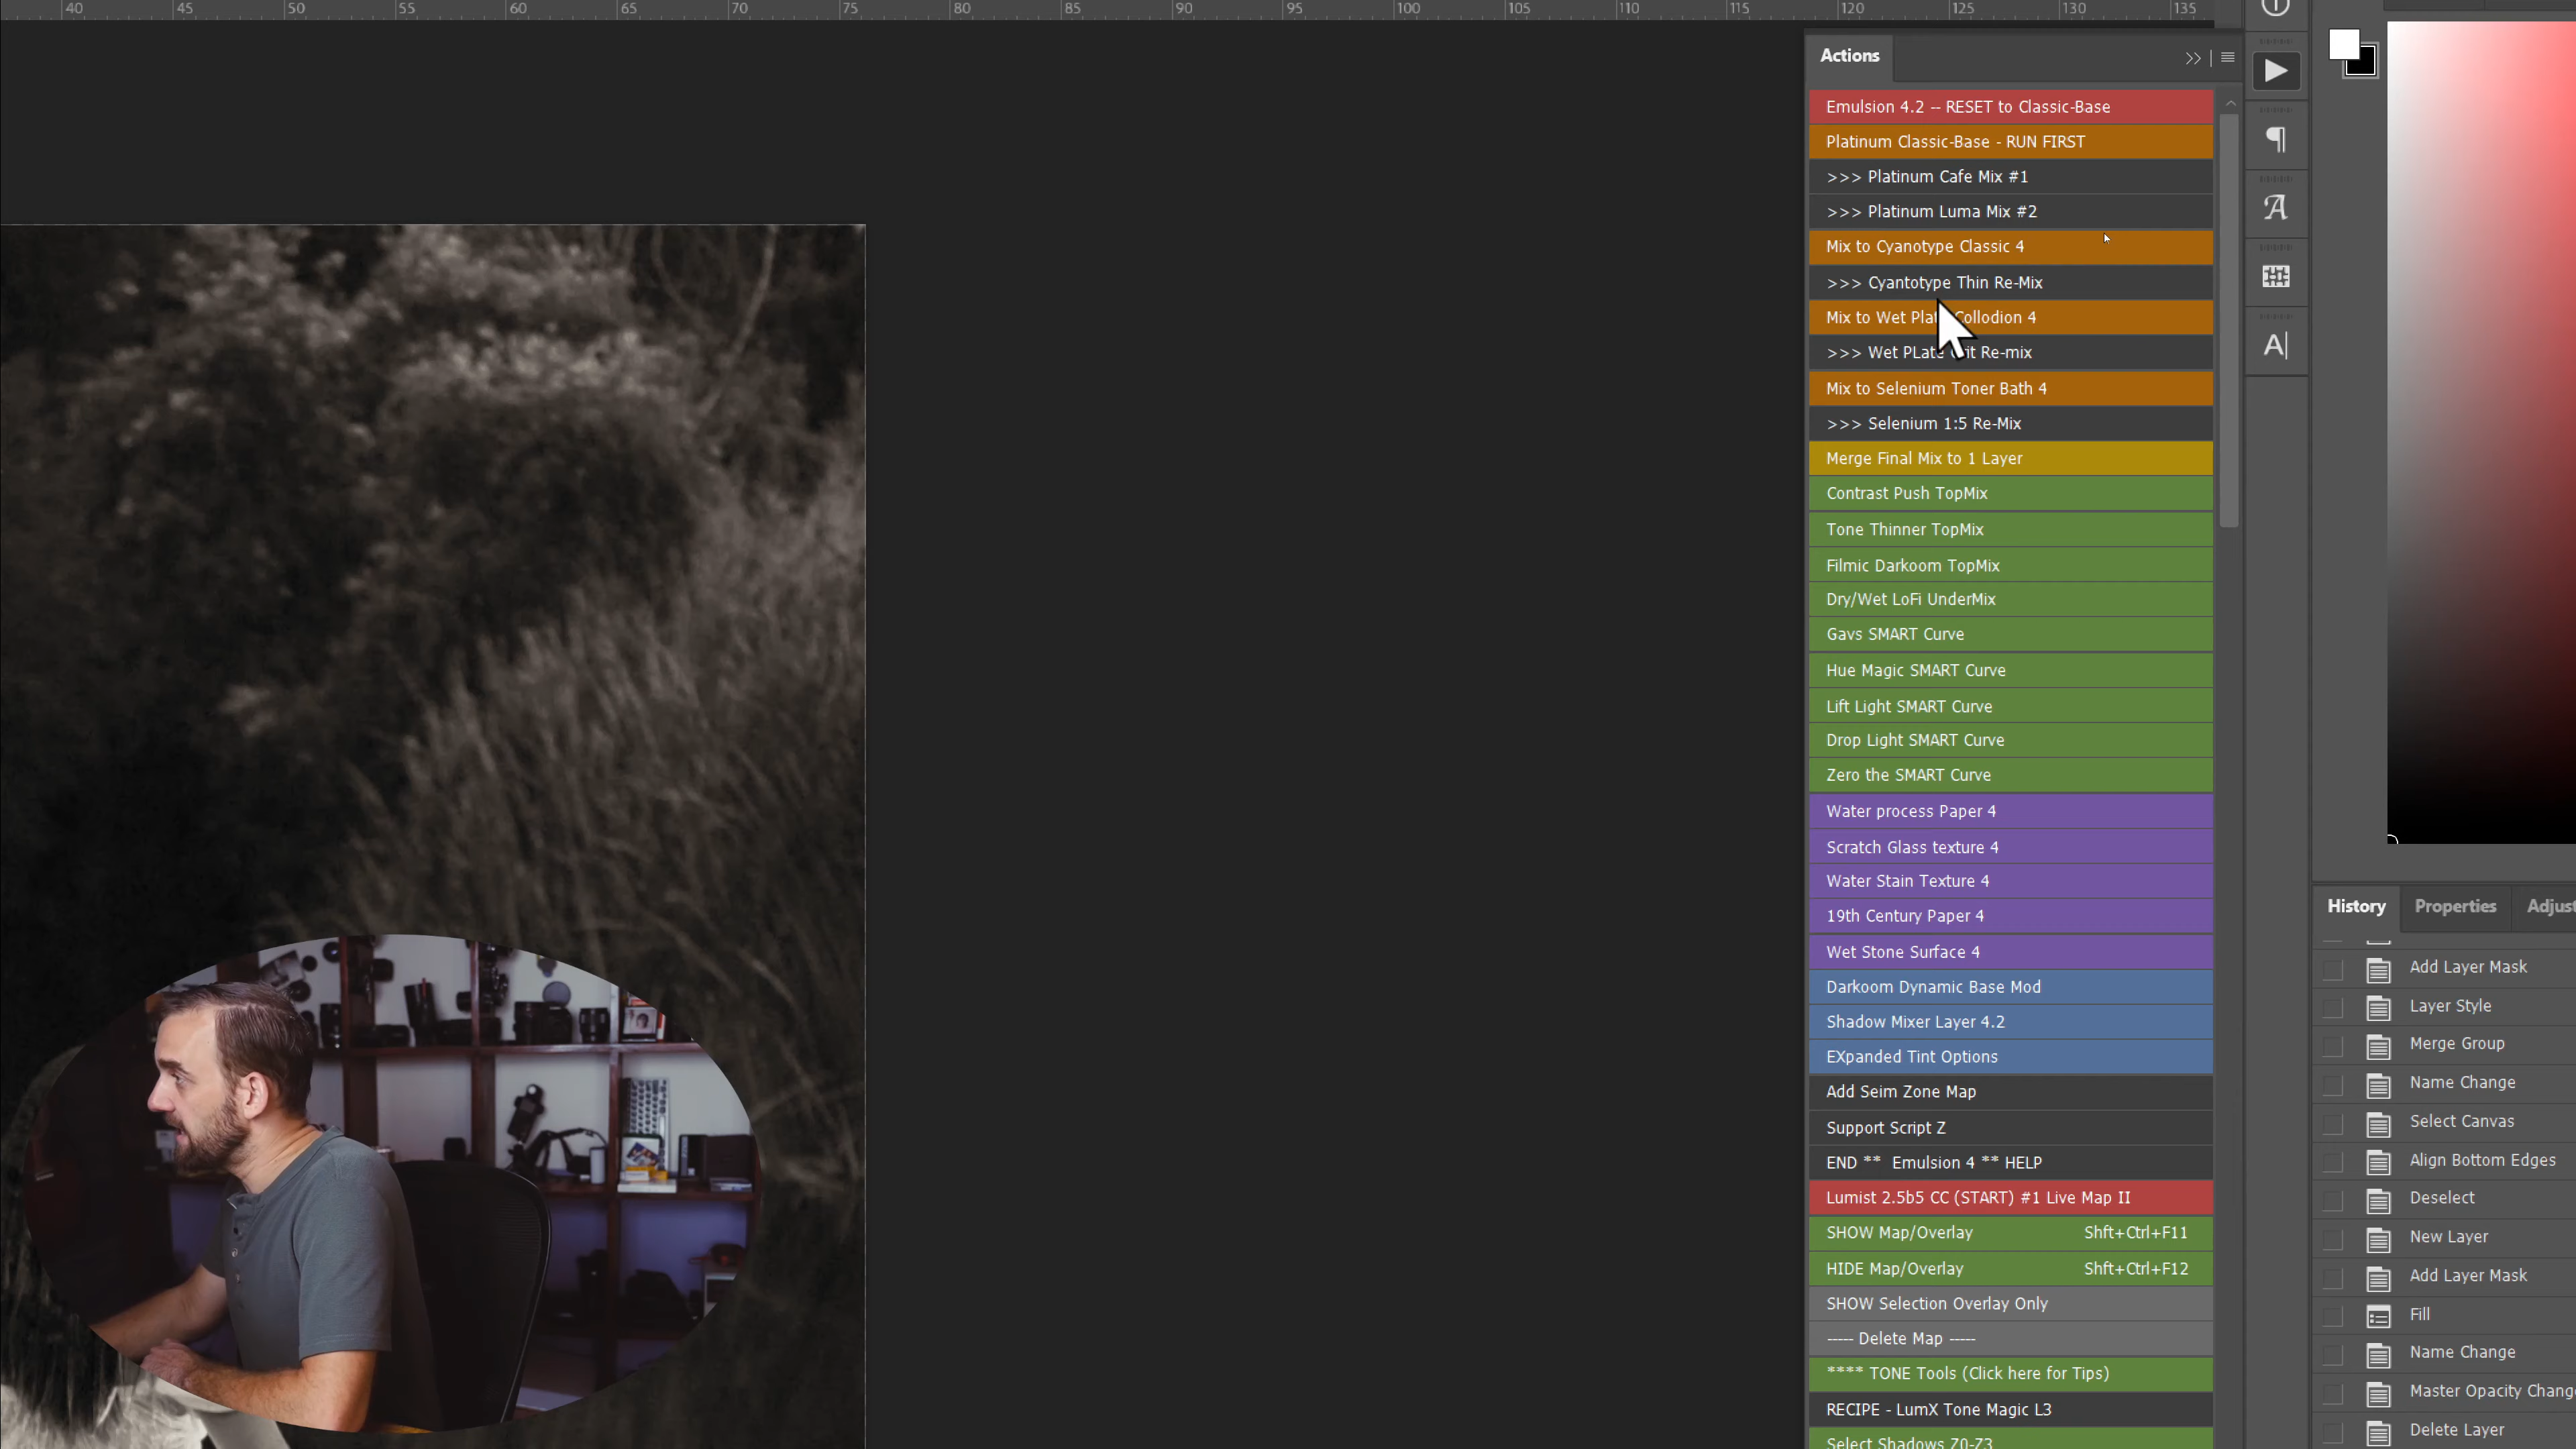 40 45 50 55 60 65 70 75 80 85 90 95 100 105 110 115 120 125 130 135
Actions
Emulsion 4.2 -- RESET to Classic-Base
Platinum Classic-Base - RUN FIRST
>>> Platinum Cafe Mix #1
>>> Platinum Luma Mix #2
Mix to Cyanotype Classic 4
>>> Cyantotype Thin Re-Mix
Mix to Wet Collodion 4
>>> Wet Re-mix
Mix to Selenium Toner Bath 4
>>> Selenium 1:5 Re-Mix
Merge Final Mix to 1 Layer
Contrast Push TopMix
Tone Thinner TopMix
Filmic Darkoom TopMix
Dry/Wet LoFi UnderMix
Gavs SMART Curve
Hue Magic SMART Curve
Lift Light SMART Curve
Drop Light SMART Curve
Zero the SMART Curve
Water process Paper 4
Scratch Glass texture 4
Water Stain Texture 4
19th Century Paper 4
Wet Stone Surface 4
Darkoom Dynamic Base Mod
Shadow Mixer Layer 4.2
EXpanded Tint Options
Add Seim Zone Map
Support Script Z
END ** Emulsion 4 ** HELP
Lumist 2.5b5 CC (START) #1 Live Map II
SHOW Map/Overlay Shft+Ctrl+F11
HIDE Map/Overlay Shft+Ctrl+F12
SHOW Selection Overlay Only
----- Delete Map -----
**** TONE Tools (Click here for Tips)
RECIPE - LumX Tone Magic L3
Select Shadows Z0-Z3
A|
History Properties Adjust
Add Layer Mask
Layer Style
Merge Group
Name Change
Select Canvas
Align Bottom Edges
Deselect
New Layer
Add Layer Mask
Fill
Name Change
Master Opacity Chang
Delete Layer